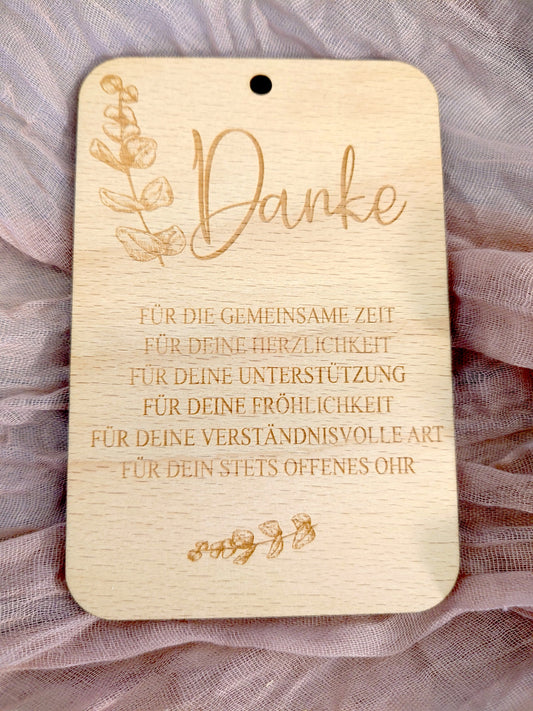 Danke
FÜR DIE GEMEINSAME ZEIT
FÜR DEINE HERZLICHKEIT
FÜR DEINE UNTERSTÜTZUNG
FÜR DEINE FRÖHLICHKEIT
FÜR DEINE VERSTÄNDNISVOLLE ART
FÜR DEIN STETS OFFENES OHR